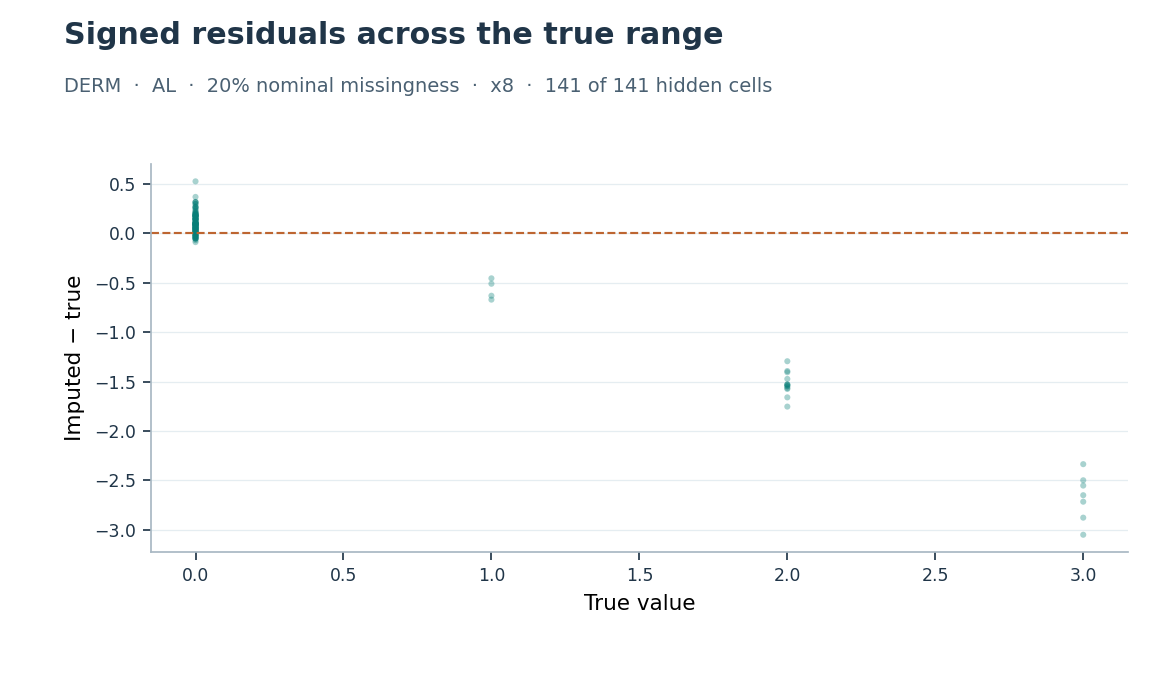 Signed residuals across the true range
DERM · AL · 20% nominal missingness · x8 · 141 of 141 hidden cells
Imputed − true
0.5
0.0
−0.5
−1.0
−1.5
−2.0
−2.5
−3.0
0.0 0.5 1.0 1.5 2.0 2.5 3.0
True value